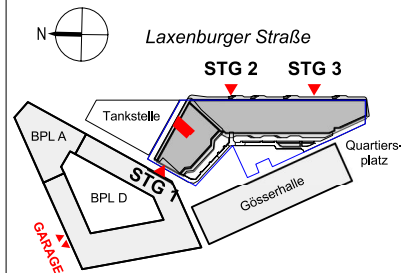 N
Laxenburger Straße
STG 2
STG 3
Tankstelle
BPL A
Quartiers-
platz
STG 1
BPL D
Gösserhalle
GARAGE